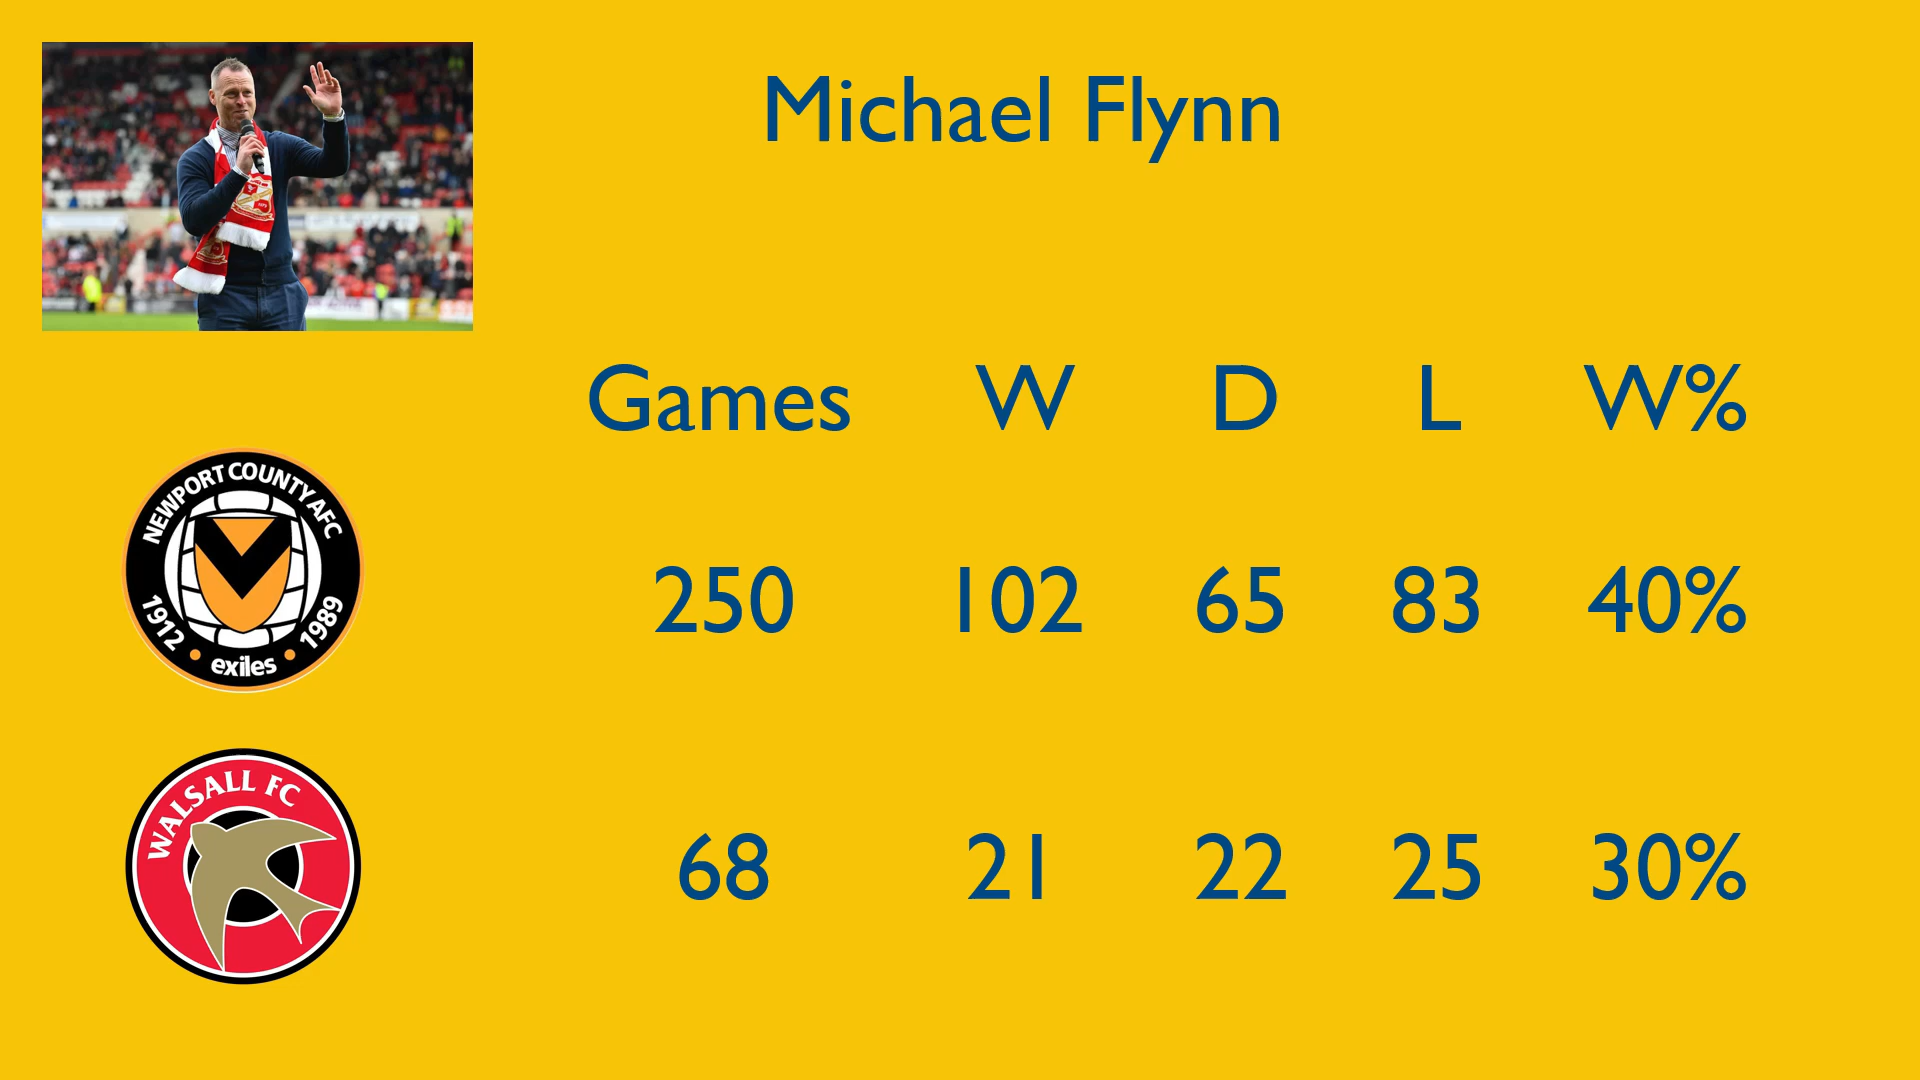 Michael Flynn
Games W D L W%
NEWPORT COUNTY AFC
1912 exiles 1989
250 102 65 83 40%
WALSALL FC
68 21 22 25 30%